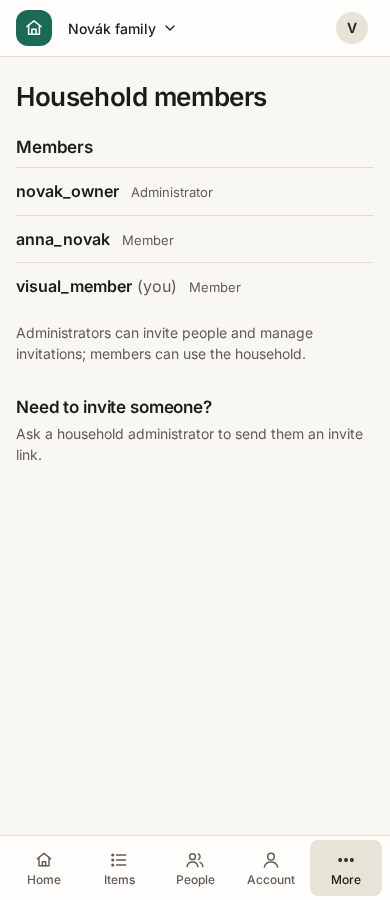 Novák family
V
Household members
Members
novak_owner Administrator
anna_novak Member
visual_member (you) Member
Administrators can invite people and manage
invitations; members can use the household.
Need to invite someone?
Ask a household administrator to send them an invite
link.
Home Items People Account More